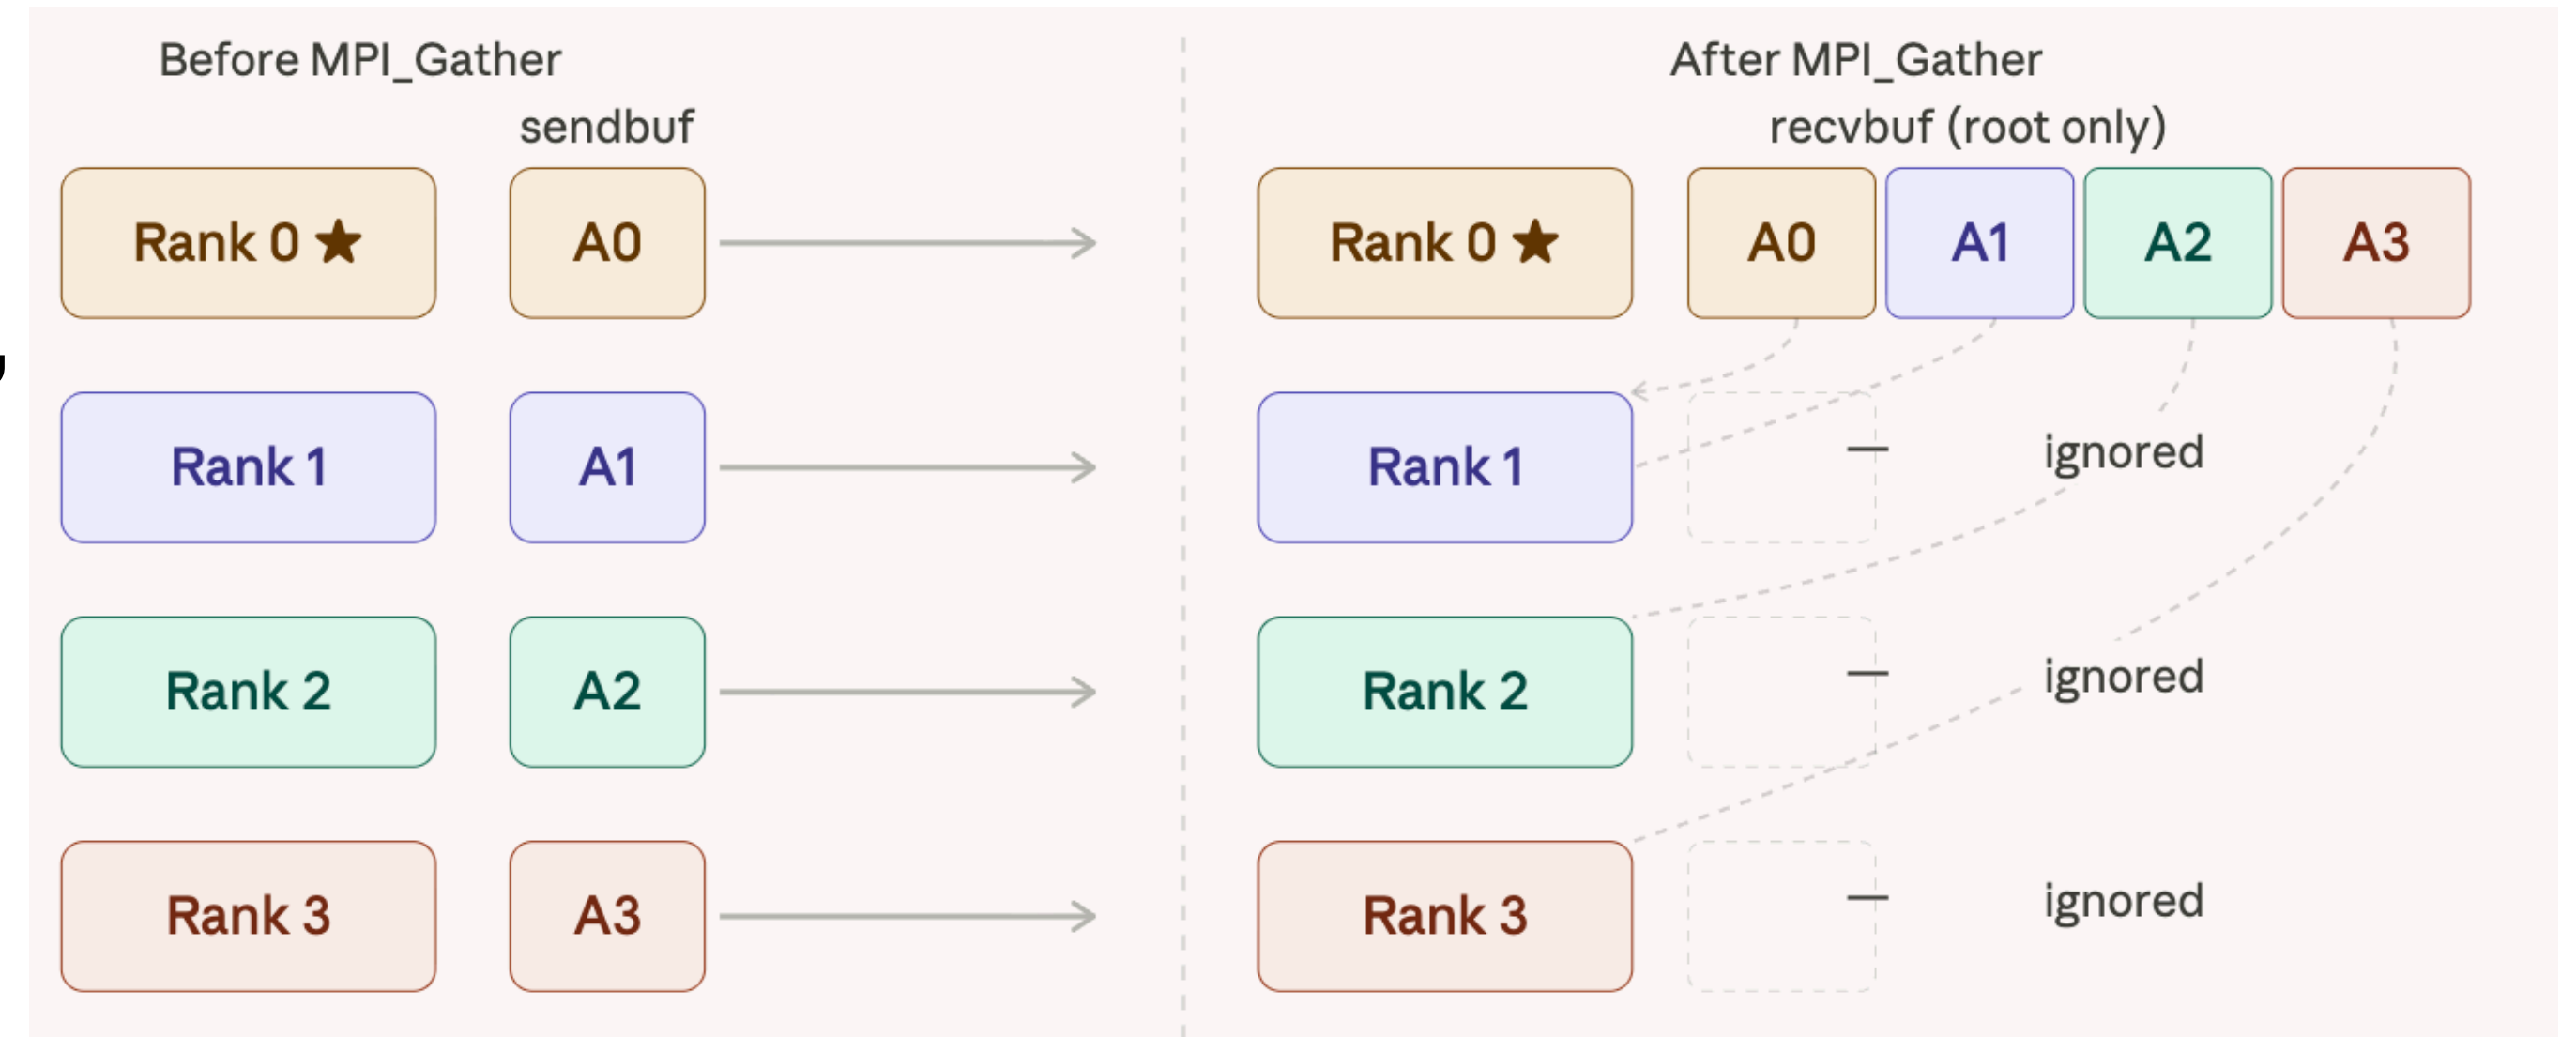 Before MPI_Gather
After MPI_Gather
sendbuf
recvbuf (root only)
Rank 0 ★ A0
Rank 0 ★ A0 A1 A2 A3
Rank 1 A1
Rank 1 — ignored
Rank 2 A2
Rank 2 — ignored
Rank 3 A3
Rank 3 — ignored